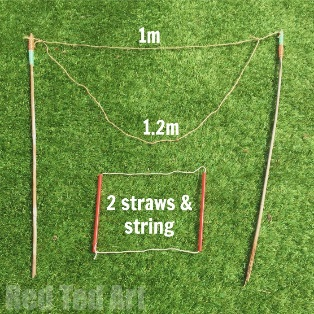 1m
1.2m
2 straws &
string
Red Ted Art